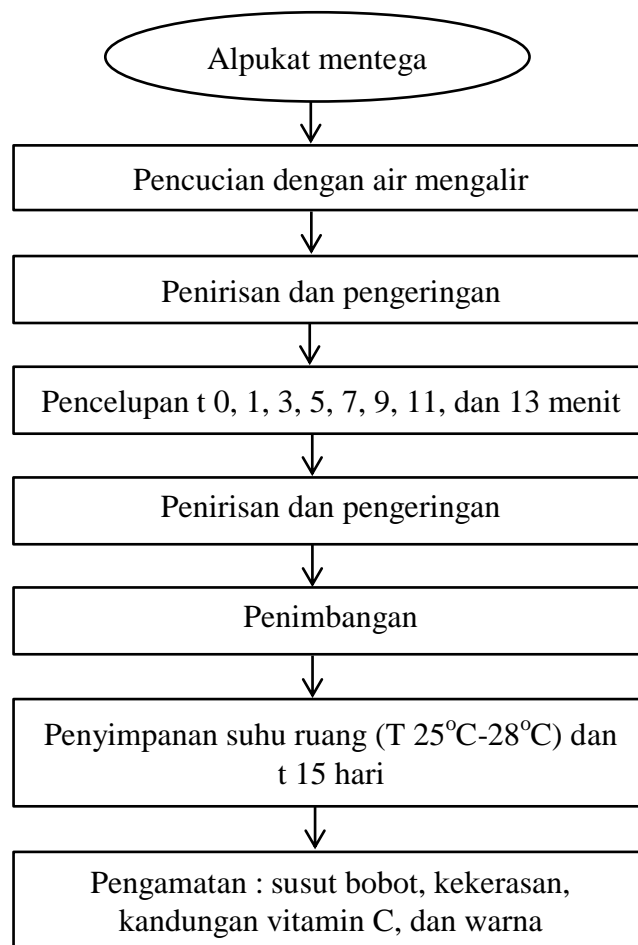 Alpukat mentega
Pencucian dengan air mengalir
Penirisan dan pengeringan
Pencelupan t 0, 1, 3, 5, 7, 9, 11, dan 13 menit
Penirisan dan pengeringan
Penimbangan
Penyimpanan suhu ruang (T 25°C-28°C) dan
t 15 hari
Pengamatan : susut bobot, kekerasan,
kandungan vitamin C, dan warna